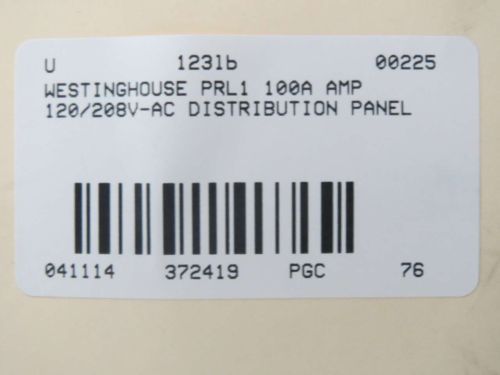 U 1231b 00225
WESTINGHOUSE PRL1 100A AMP
120/208V-AC DISTRIBUTION PANEL
041114 372419 PGC 76